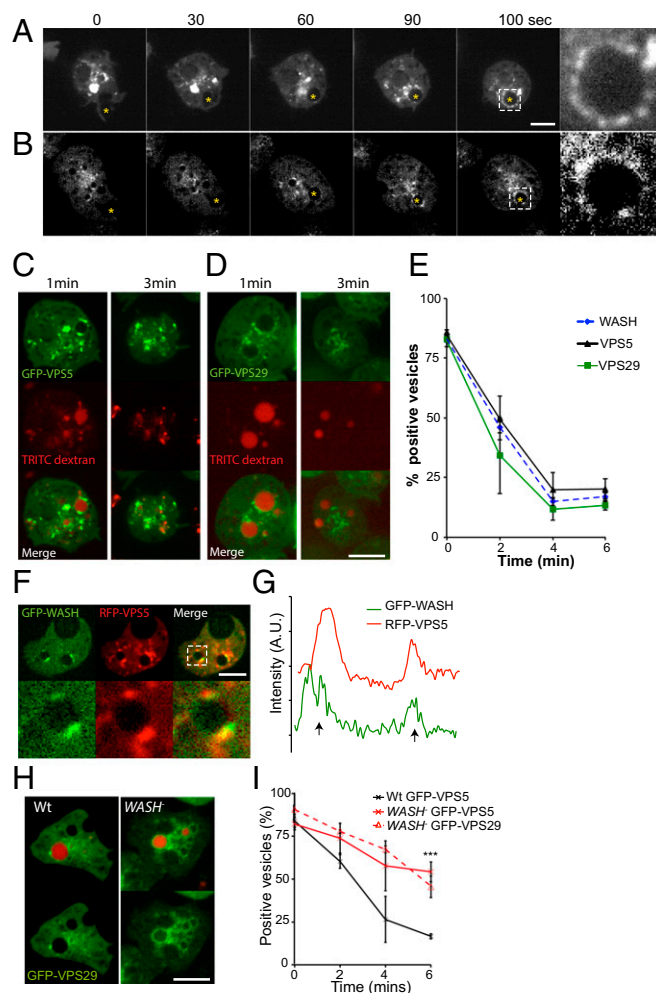 A
0 30 60 90 100 sec
* * * * *
B
* * * * *
C D E
1min 3min 1min 3min
GFP-VPS5
TRITC dextran
Merge
GFP-VPS29
TRITC dextran
Merge
100
75
50
25
0
% positive vesicles
0 2 4 6
Time (min)
WASH
VPS5
VPS29
F G
GFP-WASH RFP-VPS5 Merge
GFP-WASH
RFP-VPS5
Intensity (A.U.)
H I
Wt WASH-
GFP-VPS29
Wt GFP-VPS5
WASH- GFP-VPS5
WASH- GFP-VPS29
***
100
75
50
25
0
Positive vesicles (%)
0 2 4 6
Time (mins)